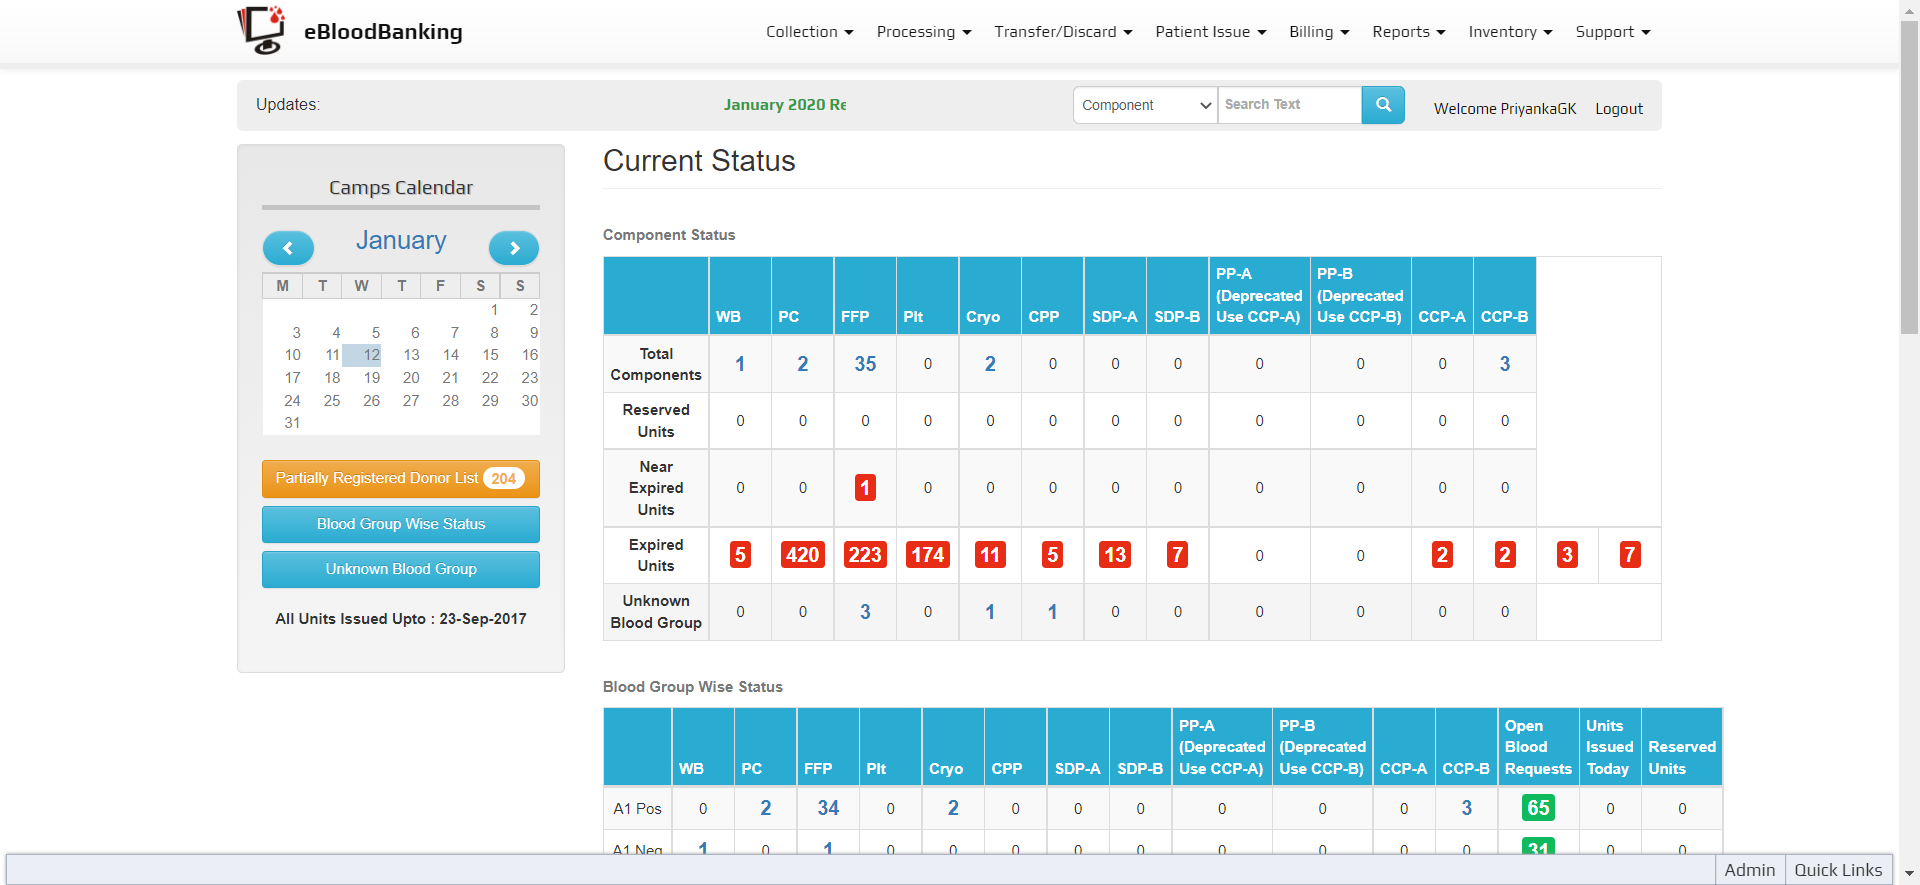 eBloodBanking
Collection Processing Transfer/Discard Patient Issue Billing Reports Inventory Support
Updates:
January 2020 Re
Component Search Text
Welcome PriyankaGK Logout
Camps Calendar
January
M T W T F S S
1 2
3 4 5 6 7 8 9
10 11 12 13 14 15 16
17 18 19 20 21 22 23
24 25 26 27 28 29 30
31
Partially Registered Donor List 204
Blood Group Wise Status
Unknown Blood Group
All Units Issued Upto : 23-Sep-2017
Current Status
Component Status
WB PC FFP Plt Cryo CPP SDP-A SDP-B PP-A (Deprecated Use CCP-A) PP-B (Deprecated Use CCP-B) CCP-A CCP-B
Total Components 1 2 35 0 2 0 0 0 0 0 0 3
Reserved Units 0 0 0 0 0 0 0 0 0 0 0 0
Near Expired Units 0 0 1 0 0 0 0 0 0 0 0 0
Expired Units 5 420 223 174 11 5 13 7 0 0 2 2 3 7
Unknown Blood Group 0 0 3 0 1 1 0 0 0 0 0 0
Blood Group Wise Status
WB PC FFP Plt Cryo CPP SDP-A SDP-B PP-A (Deprecated Use CCP-A) PP-B (Deprecated Use CCP-B) CCP-A CCP-B Open Blood Requests Units Issued Today Reserved Units
A1 Pos 0 2 34 0 2 0 0 0 0 0 0 3 65 0 0
A1 Neg 1 0 1 0 0 0 0 0 0 0 0 0 31 0 0
Admin Quick Links